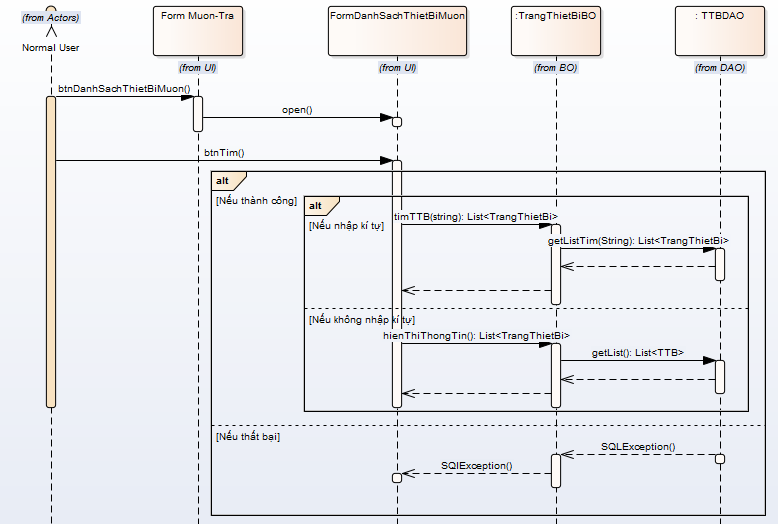 (from Actors)
Normal User
Form Muon-Tra
(from UI)
FormDanhSachThietBiMuon
(from UI)
:TrangThietBiBO
(from BO)
: TTBDAO
(from DAO)
btnDanhSachThietBiMuon()
open()
btnTim()
alt
[Nếu thành công]
alt
[Nếu nhập kí tự]
timTTB(string): List<TrangThietBi>
getListTim(String): List<TrangThietBi>
[Nếu không nhập kí tự]
hienThiThongTin(): List<TrangThietBi>
getList(): List<TTB>
[Nếu thất bại]
SQLException()
SQlException()